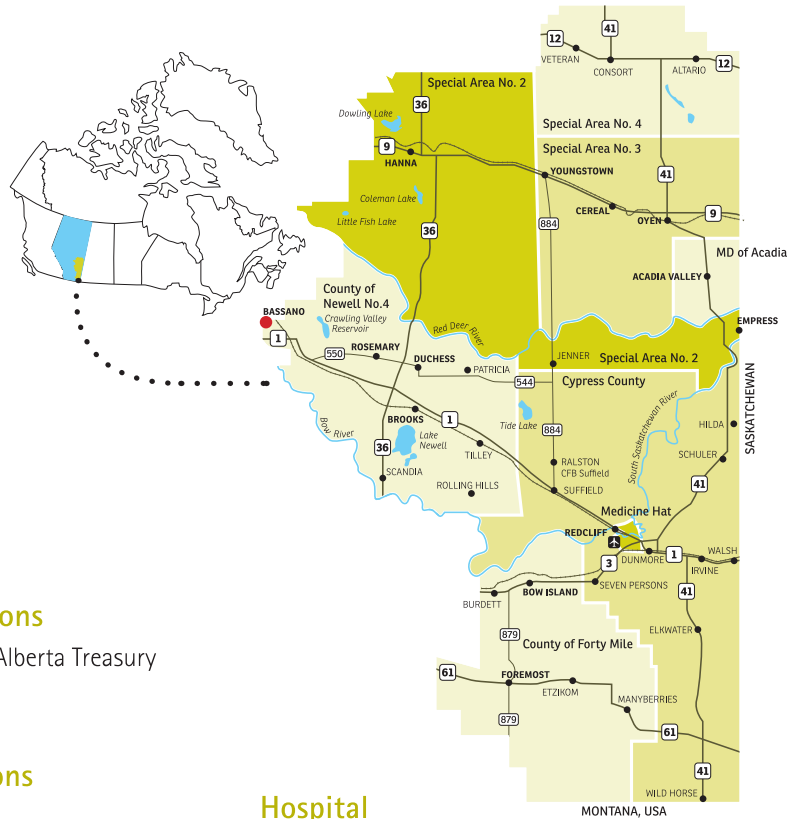 41
12
VETERAN
CONSORT
ALTARIO
12
Special Area No. 2
36
Dowling Lake
Special Area No. 4
9
HANNA
Special Area No. 3
YOUNGSTOWN
41
Coleman Lake
CEREAL
9
Little Fish Lake
OYEN
884
36
MD of Acadia
ACADIA VALLEY
County of
Newell No.4
BASSANO
Crawling Valley
Reservoir
Red Deer
River
EMPRESS
1
550
ROSEMARY
DUCHESS
PATRICIA
JENNER
Special Area No. 2
544
Cypress County
SASKATCHEWAN
South Saskatchewan River
BROOKS
1
Tide Lake
884
HILDA
Bow River
36
Lake
Newell
TILLEY
SCHULER
SCANDIA
RALSTON
CFB Suffield
ROLLING HILLS
SUFFIELD
41
Medicine Hat
REDCLIFF
DUNMORE
1
WALSH
IRVINE
3
SEVEN PERSONS
BOW ISLAND
BURDETT
41
ons
879
County of Forty Mile
ELKWATER
Alberta Treasury
61
FOREMOST
ETZIKOM
MANYBERRIES
879
61
ons
41
WILD HORSE
Hospital
MONTANA, USA